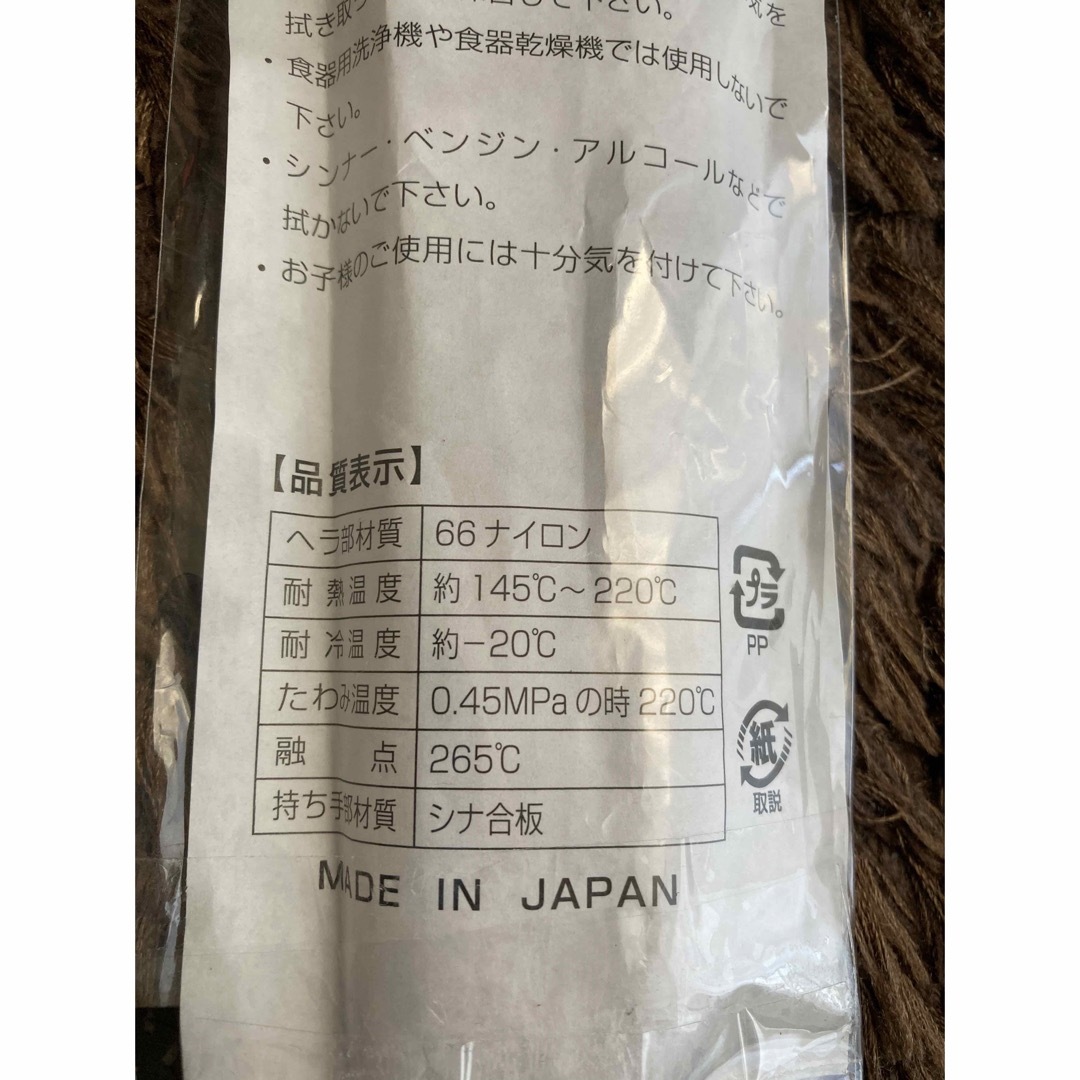 気を
拭き取っ
下さい。
・食器用洗浄機や食器乾燥機では使用しないで
下さい。
・シンナー・ベンジン・アルコールなどで
拭かないで下さい。
・お子様のご使用には十分気を付けて下さい。
【品質表示】
ヘラ部材質 66ナイロン
耐熱温度 約145℃～220℃
耐冷温度 約－20℃
たわみ温度 0.45MPaの時220℃
融点 265℃
持ち手部材質 シナ合板
プラ
PP
紙
取説
MADE IN JAPAN